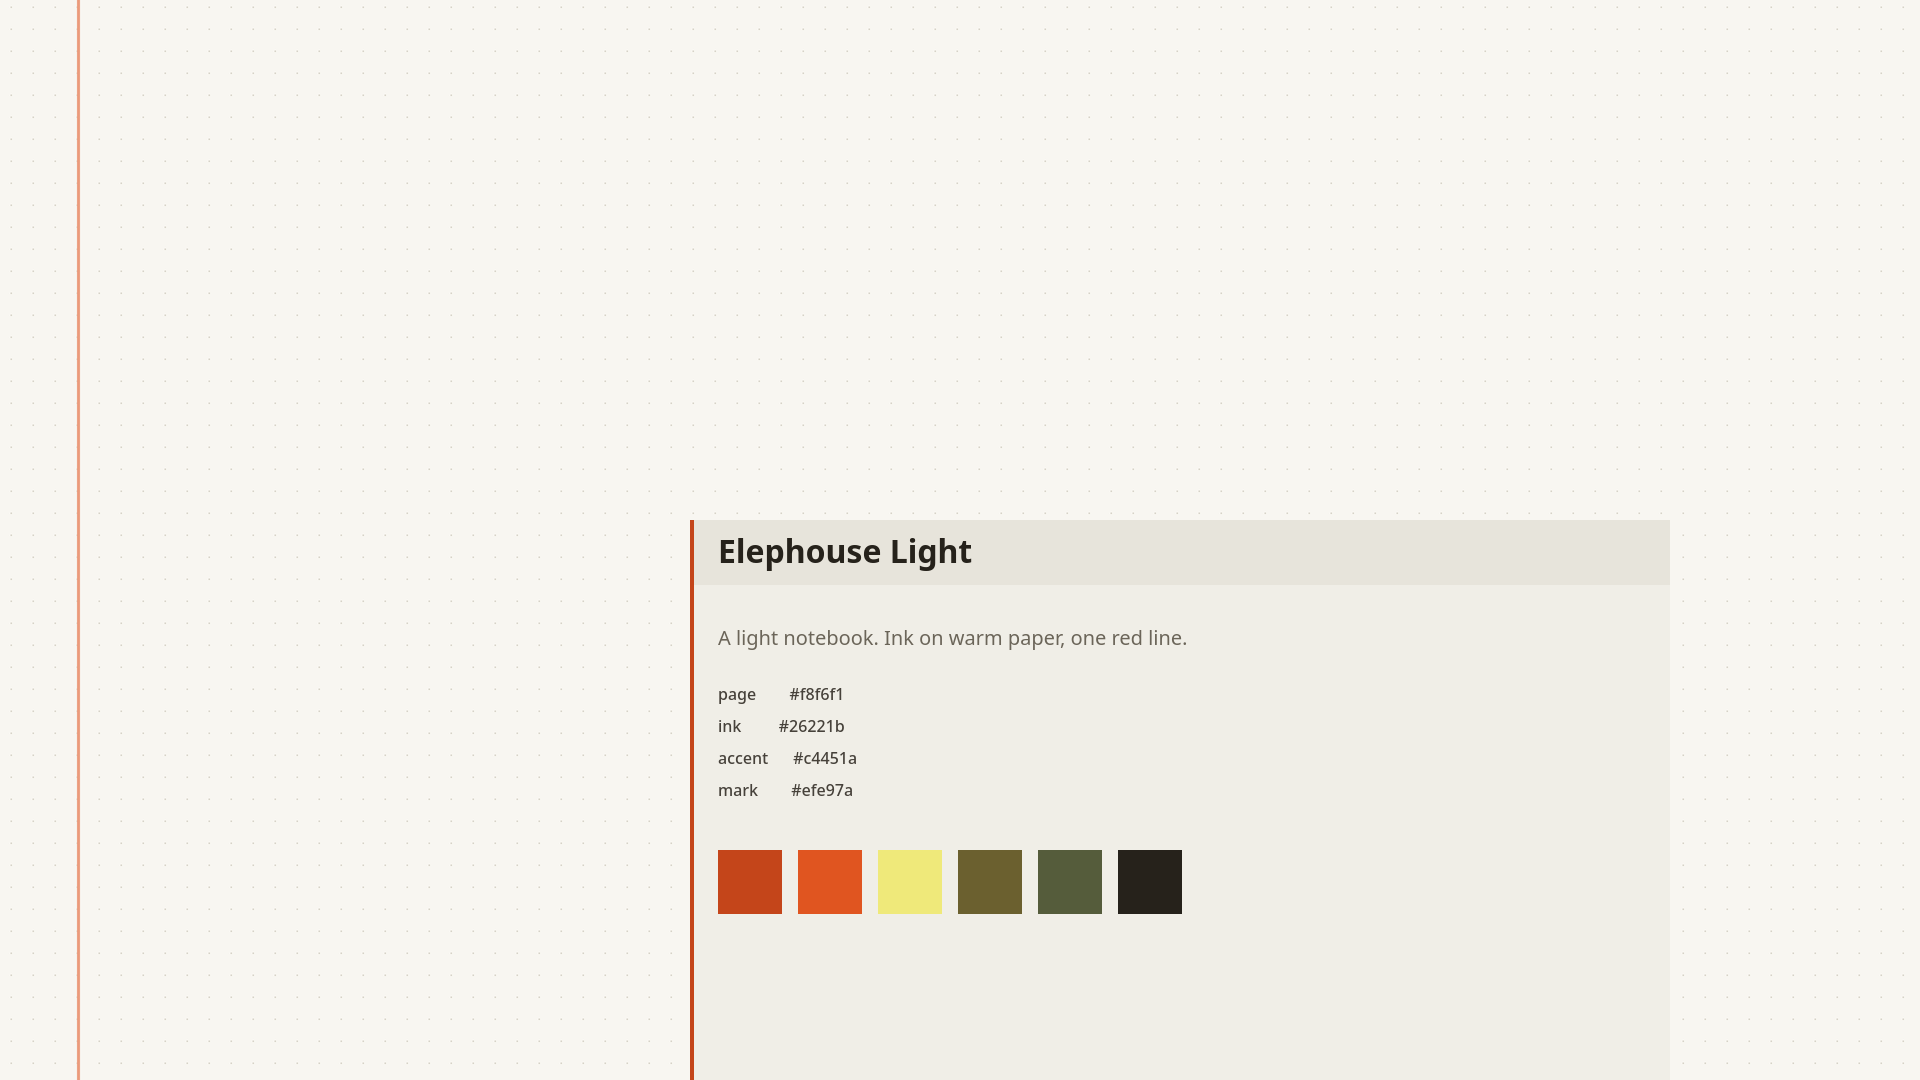 Elephouse Light
A light notebook. Ink on warm paper, one red line.
page #f8f6f1
ink #26221b
accent #c4451a
mark #efe97a